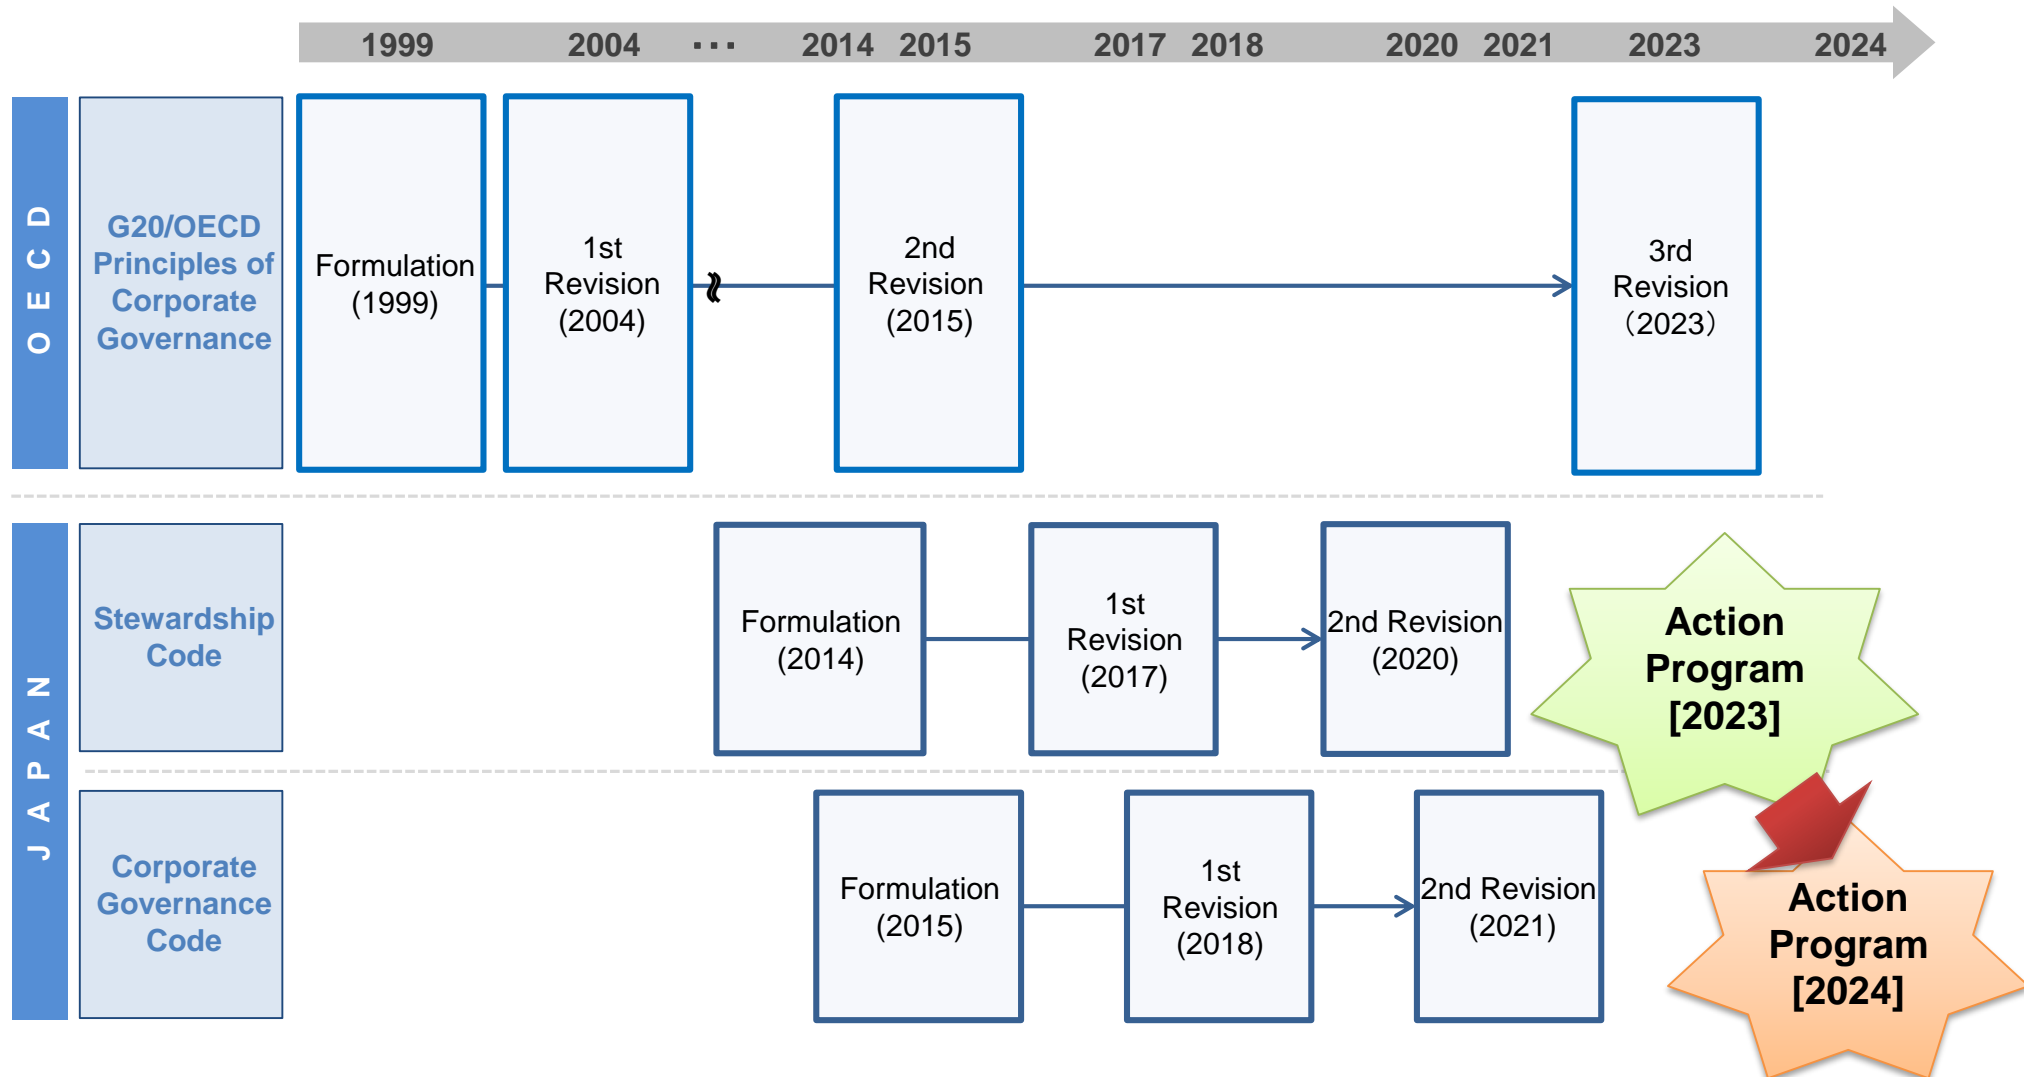 1999 2004 ... 2014 2015 2017 2018 2020 2021 2023 2024
OECD
G20/OECD
Principles of
Corporate
Governance
Formulation
(1999)
1st
Revision
(2004)
2nd
Revision
(2015)
3rd
Revision
（2023）
JAPAN
Stewardship
Code
Formulation
(2014)
1st
Revision
(2017)
2nd Revision
(2020)
Action
Program
[2023]
Corporate
Governance
Code
Formulation
(2015)
1st
Revision
(2018)
2nd Revision
(2021)
Action
Program
[2024]